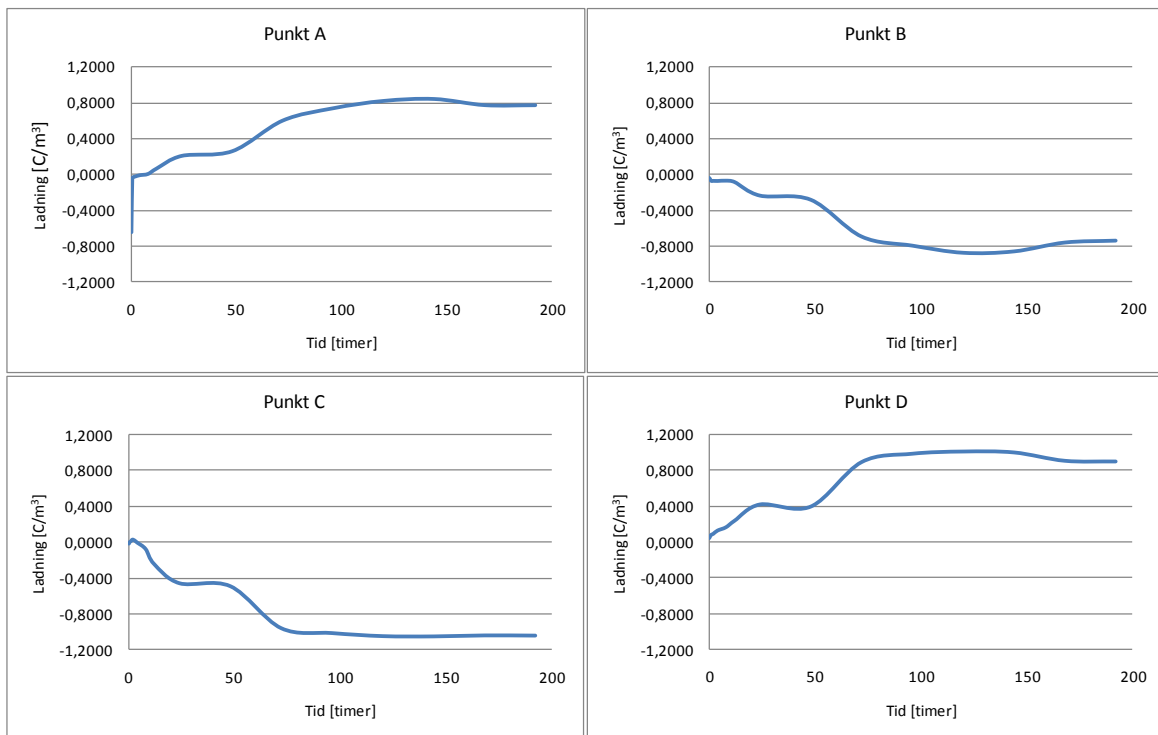 Punkt A
1,2000
0,8000
0,4000
0,0000
-0,4000
-0,8000
-1,2000
Ladning [C/m³]
0 50 100 150 200
Tid [timer]
Punkt B
1,2000
0,8000
0,4000
0,0000
-0,4000
-0,8000
-1,2000
Ladning [C/m³]
0 50 100 150 200
Tid [timer]
Punkt C
1,2000
0,8000
0,4000
0,0000
-0,4000
-0,8000
-1,2000
Ladning [C/m³]
0 50 100 150 200
Tid [timer]
Punkt D
1,2000
0,8000
0,4000
0,0000
-0,4000
-0,8000
-1,2000
Ladning [C/m³]
0 50 100 150 200
Tid [timer]